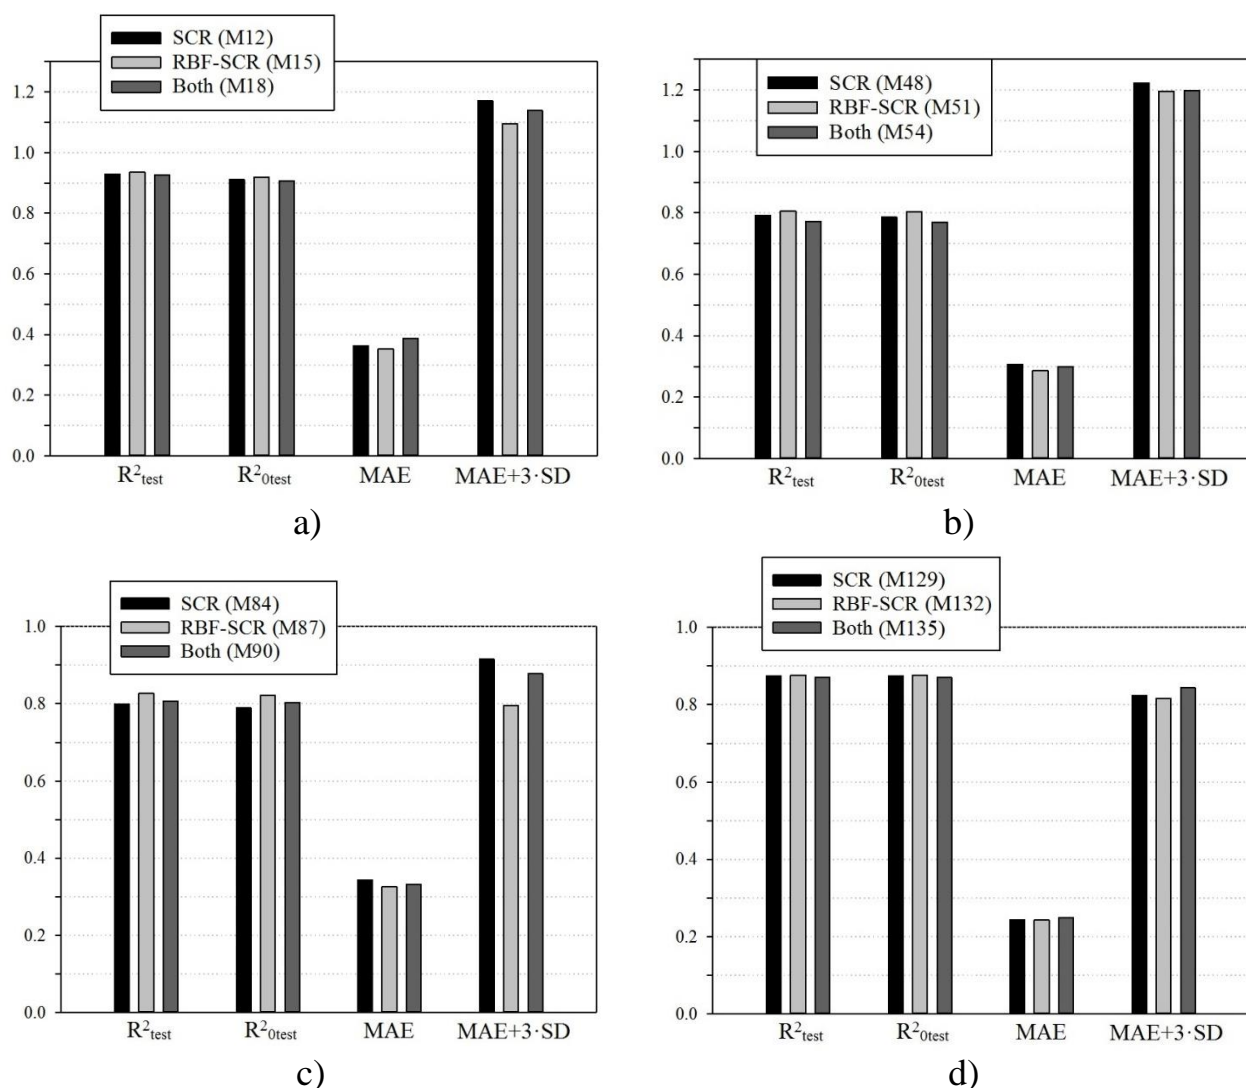 SCR (M12)
RBF-SCR (M15)
Both (M18)
1.2
1.0
0.8
0.6
0.4
0.2
0.0
R²test
R²0test
MAE
MAE+3·SD
a)
SCR (M48)
RBF-SCR (M51)
Both (M54)
1.2
1.0
0.8
0.6
0.4
0.2
0.0
R²test
R²0test
MAE
MAE+3·SD
b)
SCR (M84)
RBF-SCR (M87)
Both (M90)
1.0
0.8
0.6
0.4
0.2
0.0
R²test
R²0test
MAE
MAE+3·SD
c)
SCR (M129)
RBF-SCR (M132)
Both (M135)
1.0
0.8
0.6
0.4
0.2
0.0
R²test
R²0test
MAE
MAE+3·SD
d)